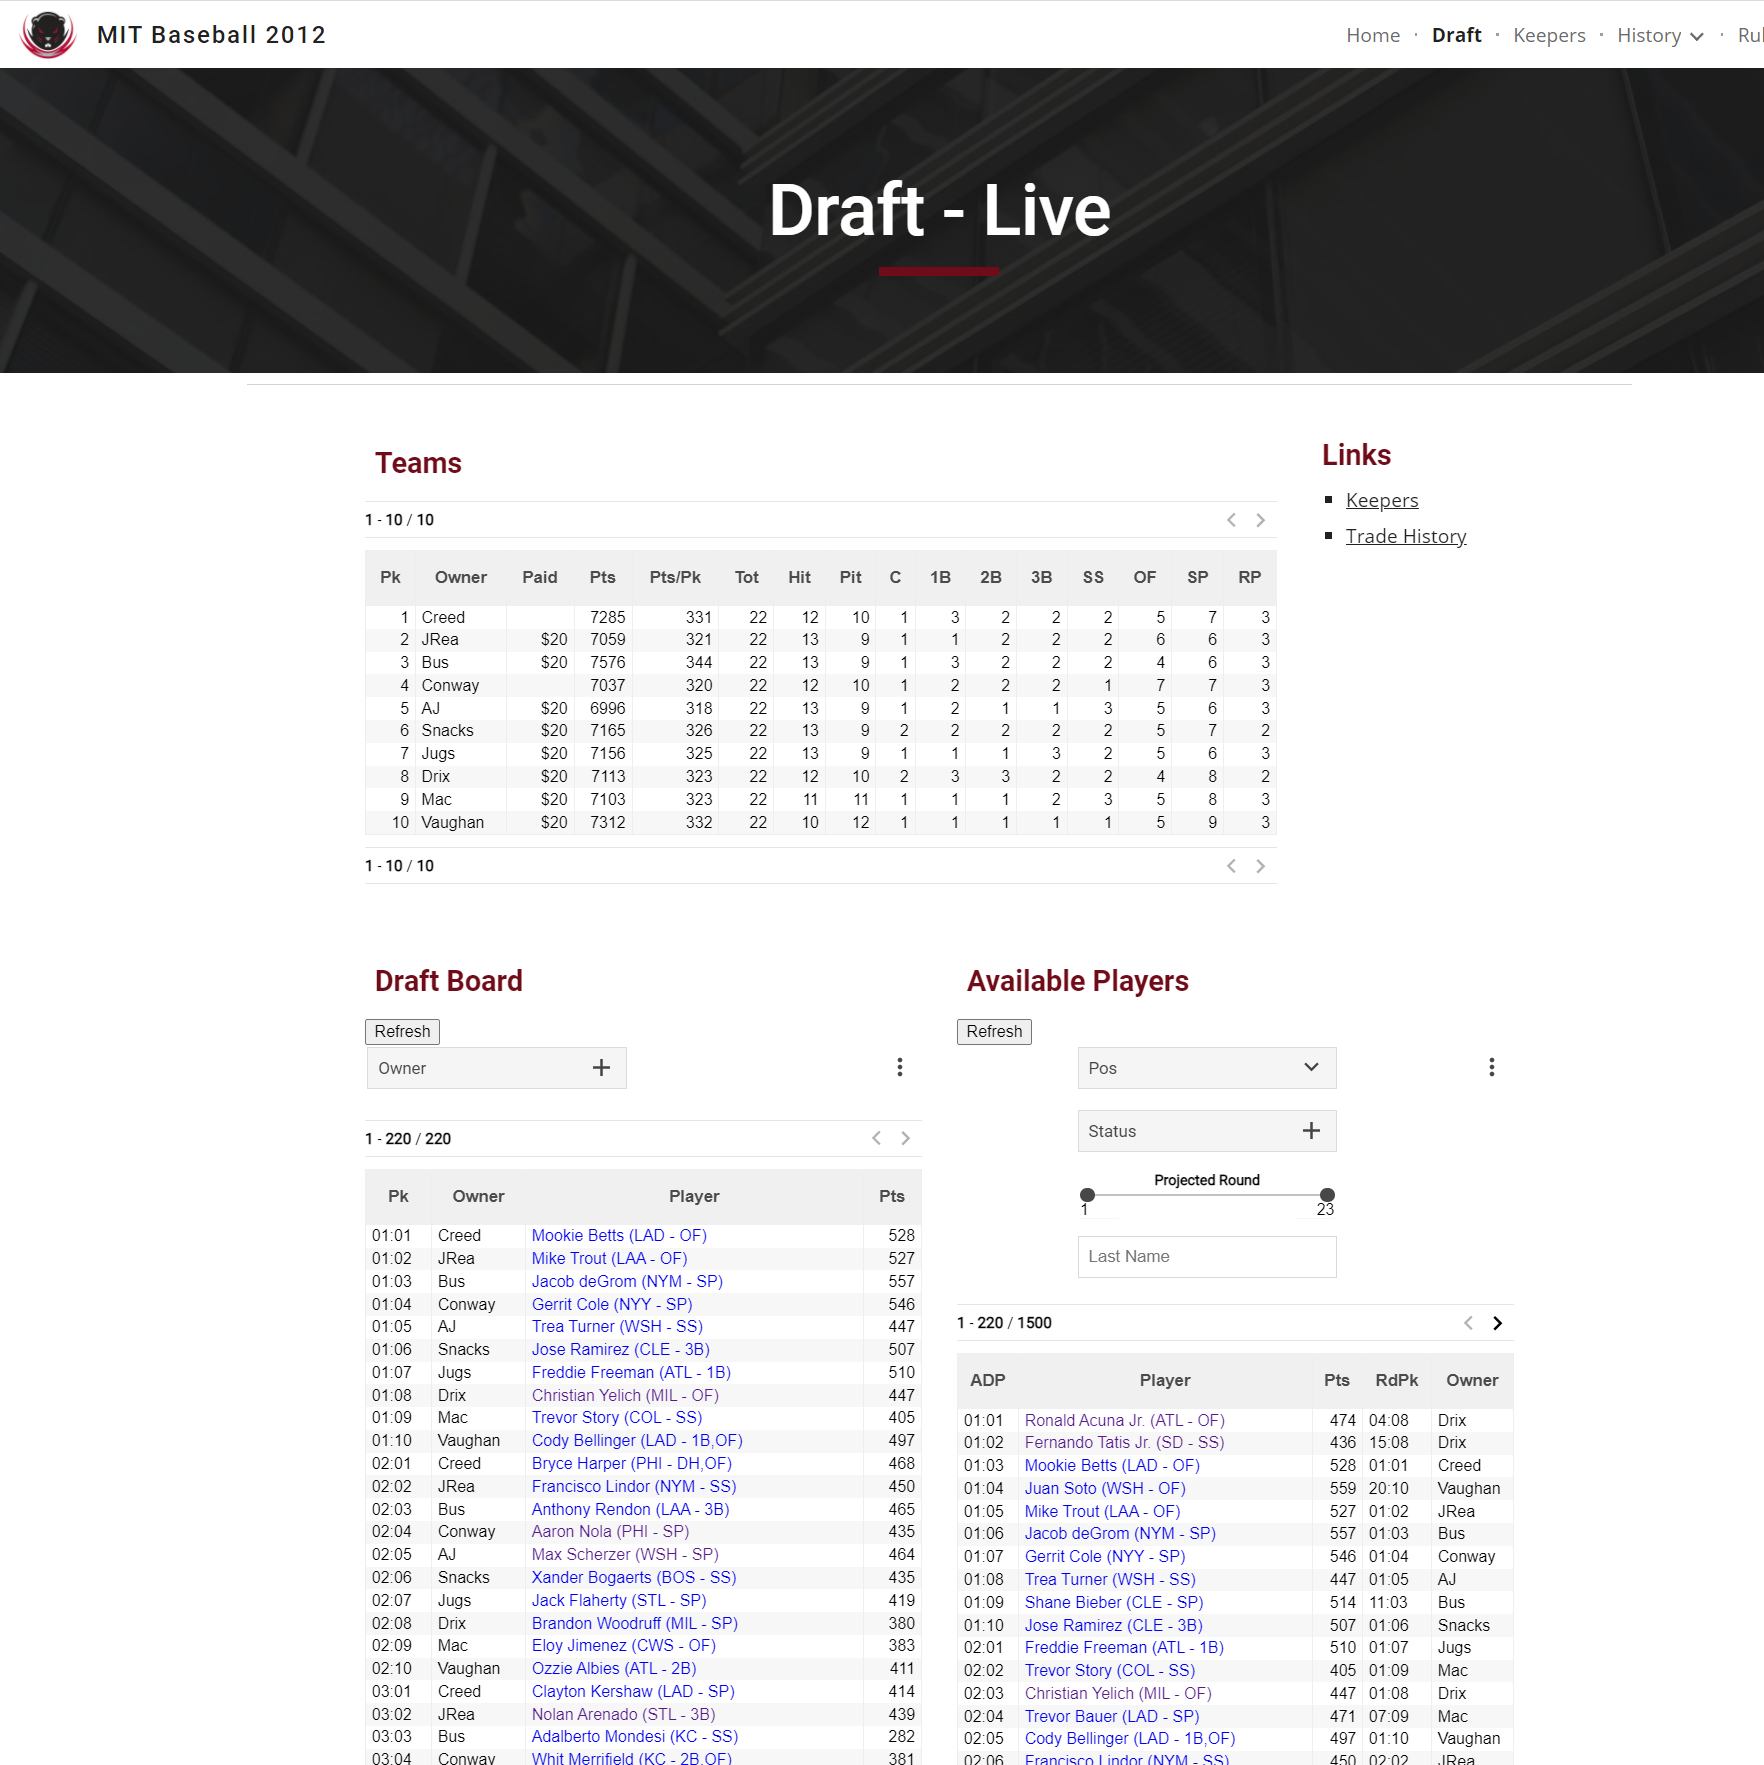 MIT Baseball 2012
Home · Draft · Keepers · History · Rul
Draft - Live
Teams
1 - 10 / 10
Pk Owner Paid Pts Pts/Pk Tot Hit Pit C 1B 2B 3B SS OF SP RP
1 Creed 7285 331 22 12 10 1 3 2 2 2 5 7 3
2 JRea $20 7059 321 22 13 9 1 1 2 2 2 6 6 3
3 Bus $20 7576 344 22 13 9 1 3 2 2 2 4 6 3
4 Conway 7037 320 22 12 10 1 2 2 2 1 7 7 3
5 AJ $20 6996 318 22 13 9 1 2 1 1 3 5 6 3
6 Snacks $20 7165 326 22 13 9 2 2 2 2 2 5 7 2
7 Jugs $20 7156 325 22 13 9 1 1 1 3 2 5 6 3
8 Drix $20 7113 323 22 12 10 2 3 3 2 2 4 8 2
9 Mac $20 7103 323 22 11 11 1 1 1 2 3 5 8 3
10 Vaughan $20 7312 332 22 10 12 1 1 1 1 1 5 9 3
1 - 10 / 10
Links
Keepers
Trade History
Draft Board
Refresh
Owner
1 - 220 / 220
Pk Owner Player Pts
01:01 Creed Mookie Betts (LAD - OF) 528
01:02 JRea Mike Trout (LAA - OF) 527
01:03 Bus Jacob deGrom (NYM - SP) 557
01:04 Conway Gerrit Cole (NYY - SP) 546
01:05 AJ Trea Turner (WSH - SS) 447
01:06 Snacks Jose Ramirez (CLE - 3B) 507
01:07 Jugs Freddie Freeman (ATL - 1B) 510
01:08 Drix Christian Yelich (MIL - OF) 447
01:09 Mac Trevor Story (COL - SS) 405
01:10 Vaughan Cody Bellinger (LAD - 1B,OF) 497
02:01 Creed Bryce Harper (PHI - DH,OF) 468
02:02 JRea Francisco Lindor (NYM - SS) 450
02:03 Bus Anthony Rendon (LAA - 3B) 465
02:04 Conway Aaron Nola (PHI - SP) 435
02:05 AJ Max Scherzer (WSH - SP) 464
02:06 Snacks Xander Bogaerts (BOS - SS) 435
02:07 Jugs Jack Flaherty (STL - SP) 419
02:08 Drix Brandon Woodruff (MIL - SP) 380
02:09 Mac Eloy Jimenez (CWS - OF) 383
02:10 Vaughan Ozzie Albies (ATL - 2B) 411
03:01 Creed Clayton Kershaw (LAD - SP) 414
03:02 JRea Nolan Arenado (STL - 3B) 439
03:03 Bus Adalberto Mondesi (KC - SS) 282
03:04 Conway Whit Merrifield (KC - 2B,OF) 381
Available Players
Refresh
Pos
Status
Projected Round
1 23
Last Name
1 - 220 / 1500
ADP Player Pts RdPk Owner
01:01 Ronald Acuna Jr. (ATL - OF) 474 04:08 Drix
01:02 Fernando Tatis Jr. (SD - SS) 436 15:08 Drix
01:03 Mookie Betts (LAD - OF) 528 01:01 Creed
01:04 Juan Soto (WSH - OF) 559 20:10 Vaughan
01:05 Mike Trout (LAA - OF) 527 01:02 JRea
01:06 Jacob deGrom (NYM - SP) 557 01:03 Bus
01:07 Gerrit Cole (NYY - SP) 546 01:04 Conway
01:08 Trea Turner (WSH - SS) 447 01:05 AJ
01:09 Shane Bieber (CLE - SP) 514 11:03 Bus
01:10 Jose Ramirez (CLE - 3B) 507 01:06 Snacks
02:01 Freddie Freeman (ATL - 1B) 510 01:07 Jugs
02:02 Trevor Story (COL - SS) 405 01:09 Mac
02:03 Christian Yelich (MIL - OF) 447 01:08 Drix
02:04 Trevor Bauer (LAD - SP) 471 07:09 Mac
02:05 Cody Bellinger (LAD - 1B,OF) 497 01:10 Vaughan
02:06 Francisco Lindor (NYM - SS) 450 02:02 JRea